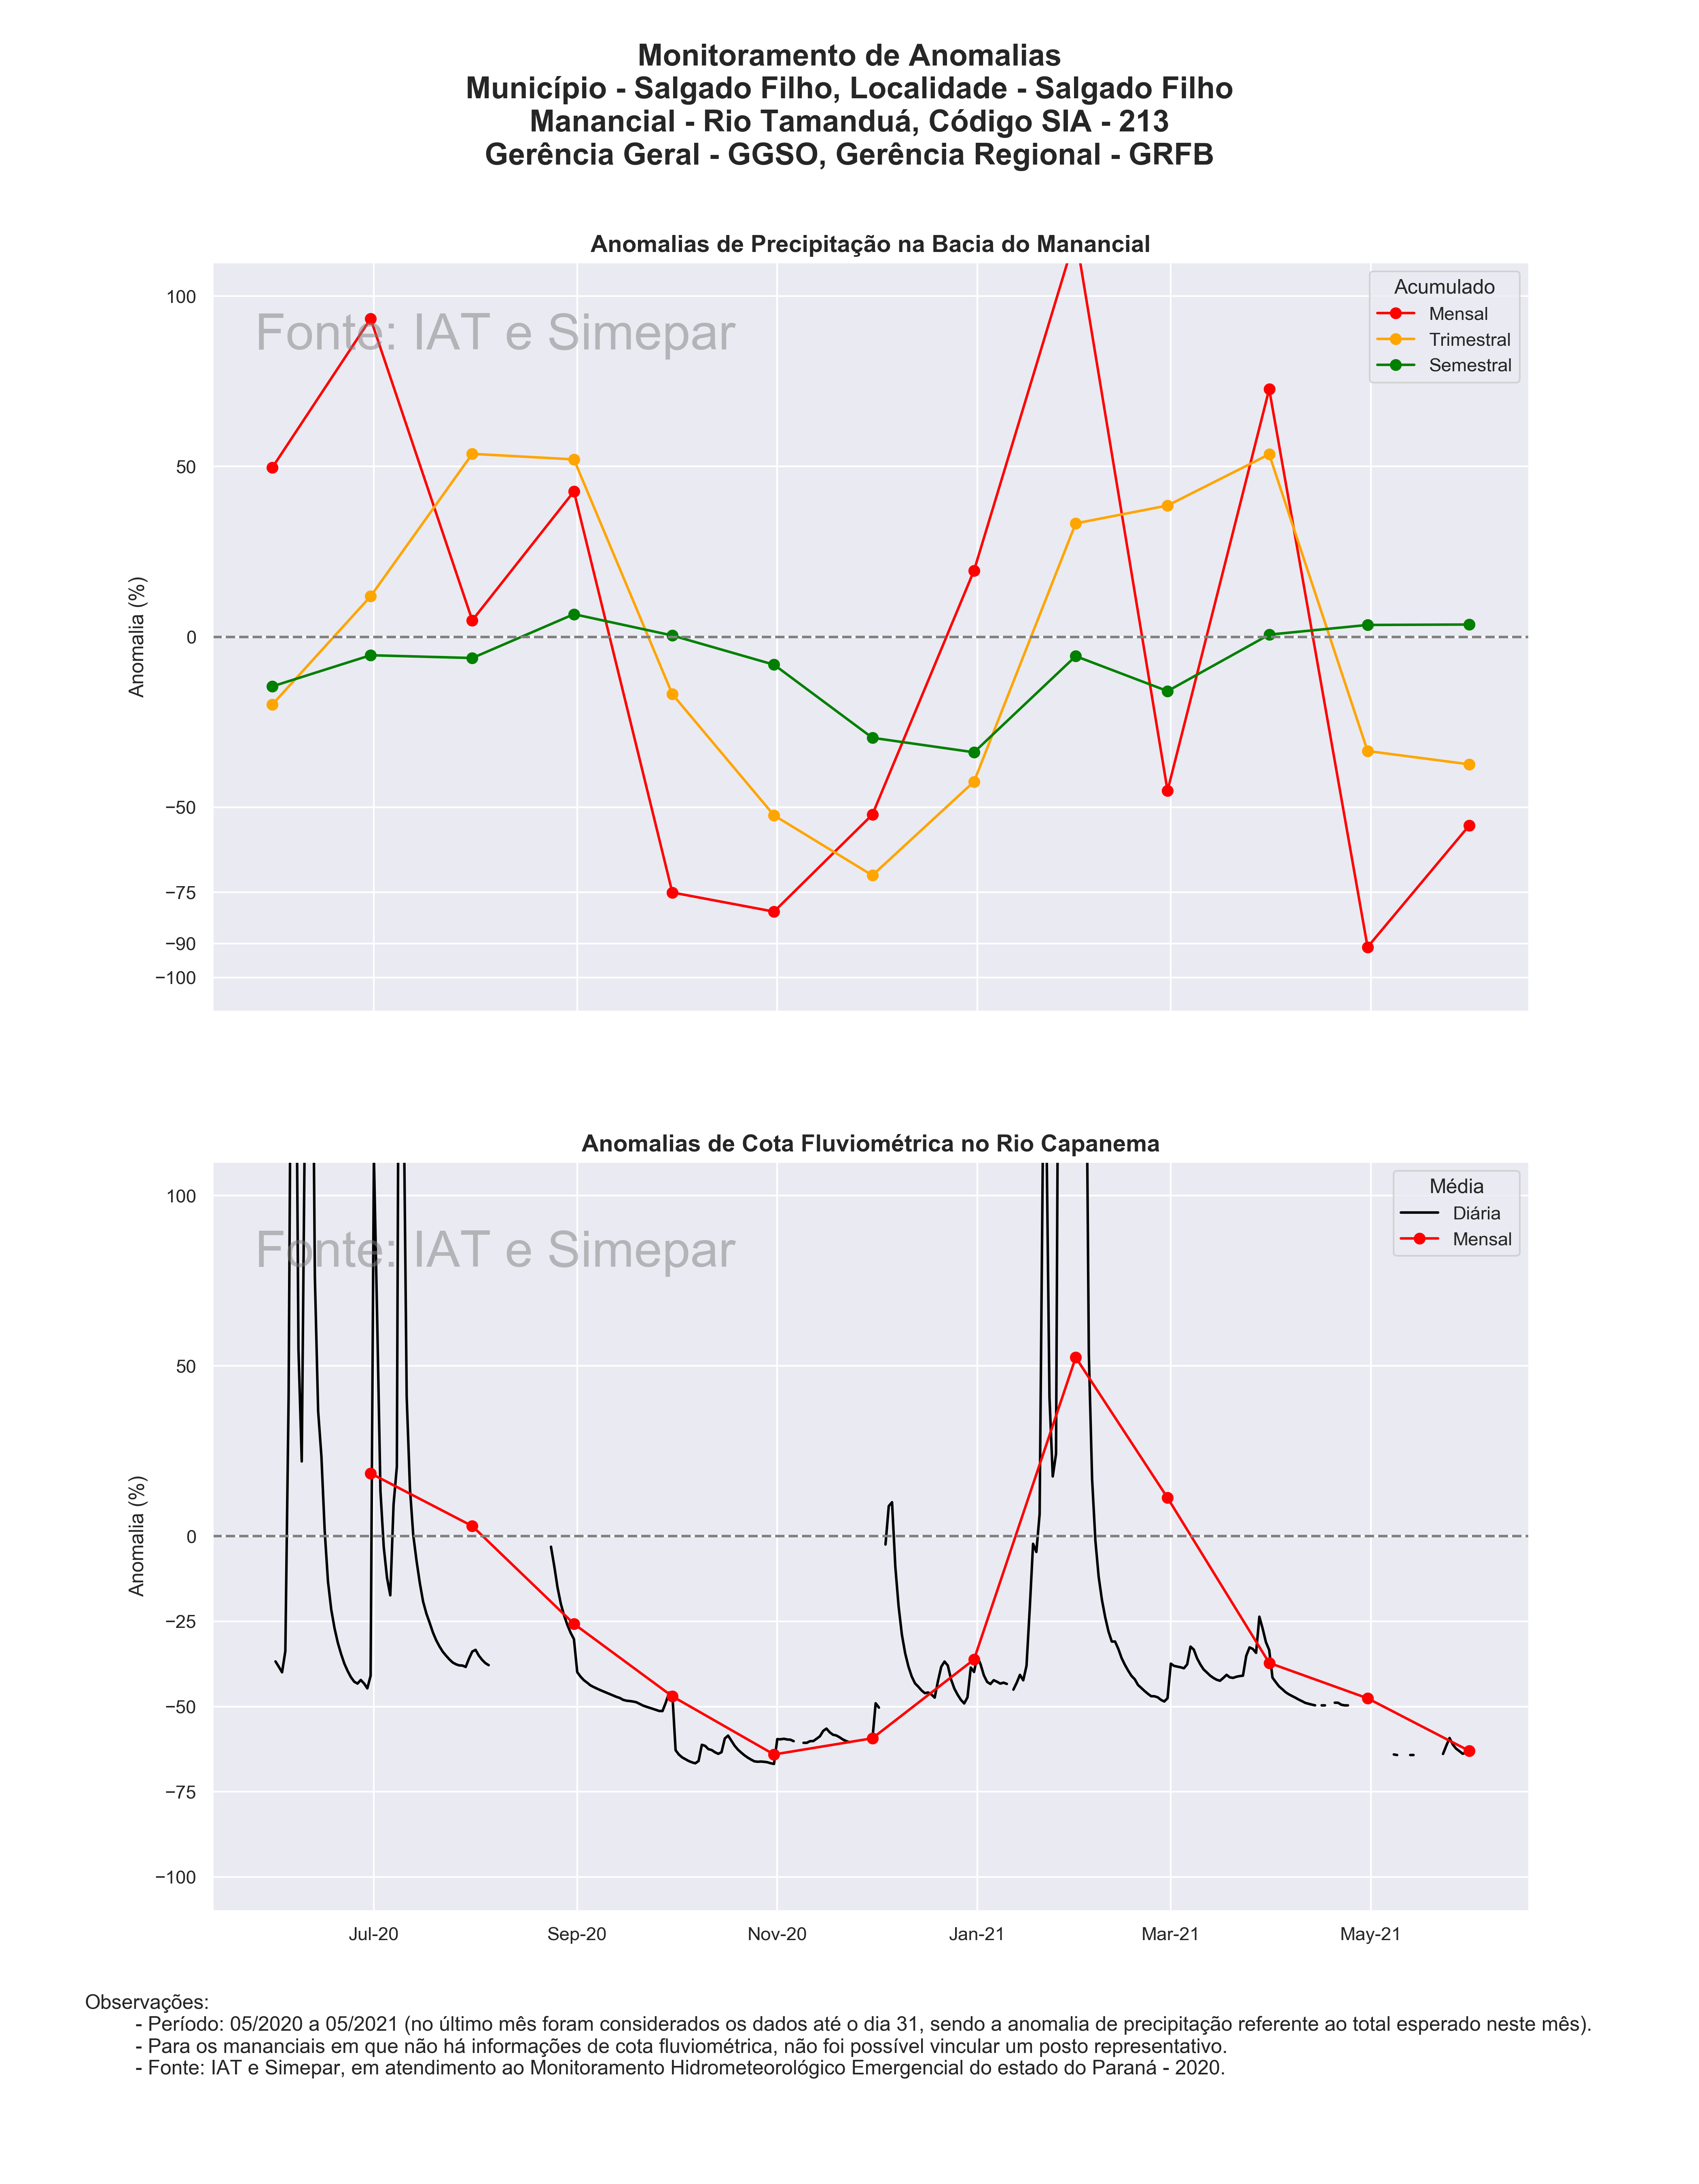 Monitoramento de Anomalias
Município - Salgado Filho, Localidade - Salgado Filho
Manancial - Rio Tamanduá, Código SIA - 213
Gerência Geral - GGSO, Gerência Regional - GRFB
Anomalias de Precipitação na Bacia do Manancial
Fonte: IAT e Simepar
Acumulado
Mensal
Trimestral
Semestral
Anomalia (%)
100
50
0
−50
−75
−90
−100
Anomalias de Cota Fluviométrica no Rio Capanema
Fonte: IAT e Simepar
Média
Diária
Mensal
Anomalia (%)
100
50
0
−25
−50
−75
−100
Jul-20 Sep-20 Nov-20 Jan-21 Mar-21 May-21
Observações:
- Período: 05/2020 a 05/2021 (no último mês foram considerados os dados até o dia 31, sendo a anomalia de precipitação referente ao total esperado neste mês).
- Para os mananciais em que não há informações de cota fluviométrica, não foi possível vincular um posto representativo.
- Fonte: IAT e Simepar, em atendimento ao Monitoramento Hidrometeorológico Emergencial do estado do Paraná - 2020.